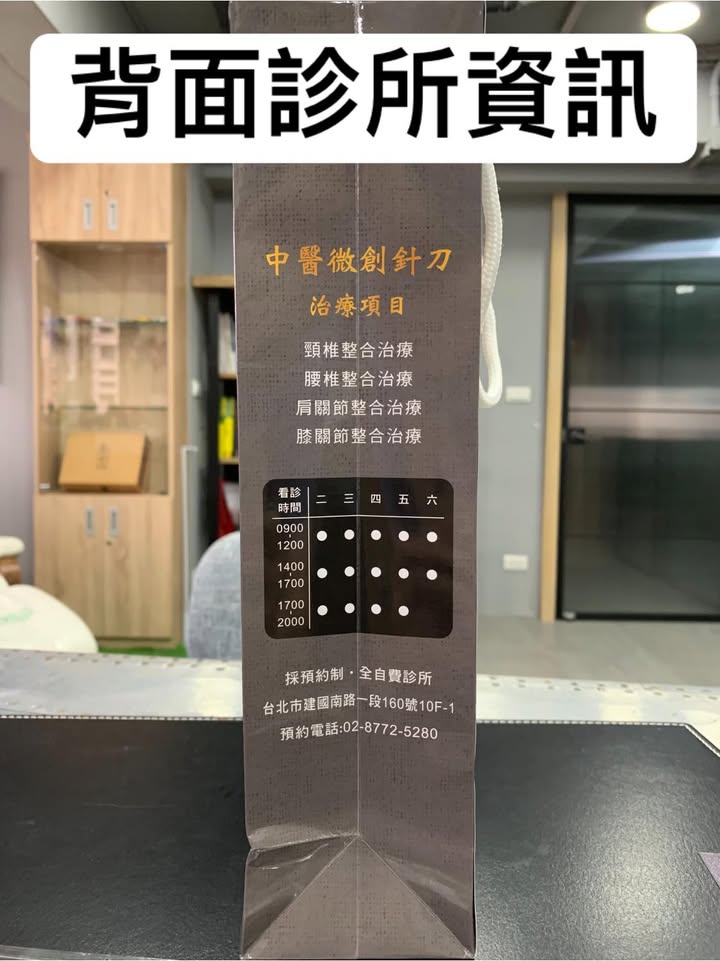 背面診所資訊
中醫微創針刀
治療項目
頸椎整合治療
腰椎整合治療
肩關節整合治療
膝關節整合治療
看診時間 二 三 四 五 六
0900-1200 ● ● ● ● ●
1400-1700 ● ● ● ● ●
1700-2000 ● ● ● ●
採預約制・全自費診所
台北市建國南路一段160號10F-1
預約電話:02-8772-5280